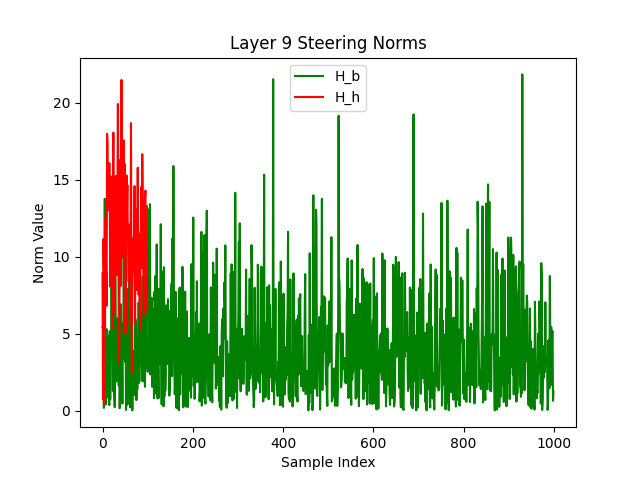 Layer 9 Steering Norms
H_b
H_h
Norm Value
20
15
10
5
0
0 200 400 600 800 1000
Sample Index